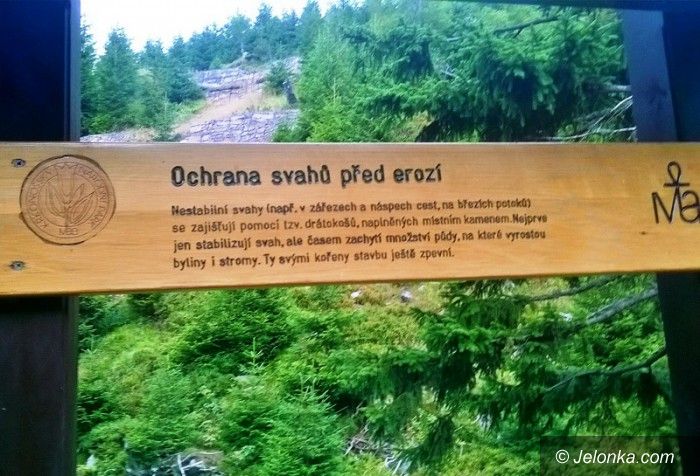 Ochrana svahů před erozí
Nestabilní svahy (např. v zářezech a náspech cest, na březích potoků)
se zajišťují pomocí tzv. drátokošů, naplněných místním kamenem. Nejprve
jen stabilizují svah, ale časem zachytí množství půdy, na které vyrostou
byliny i stromy. Ty svými kořeny stavbu ještě zpevní.
MaB
Ma
© Jelonka.com